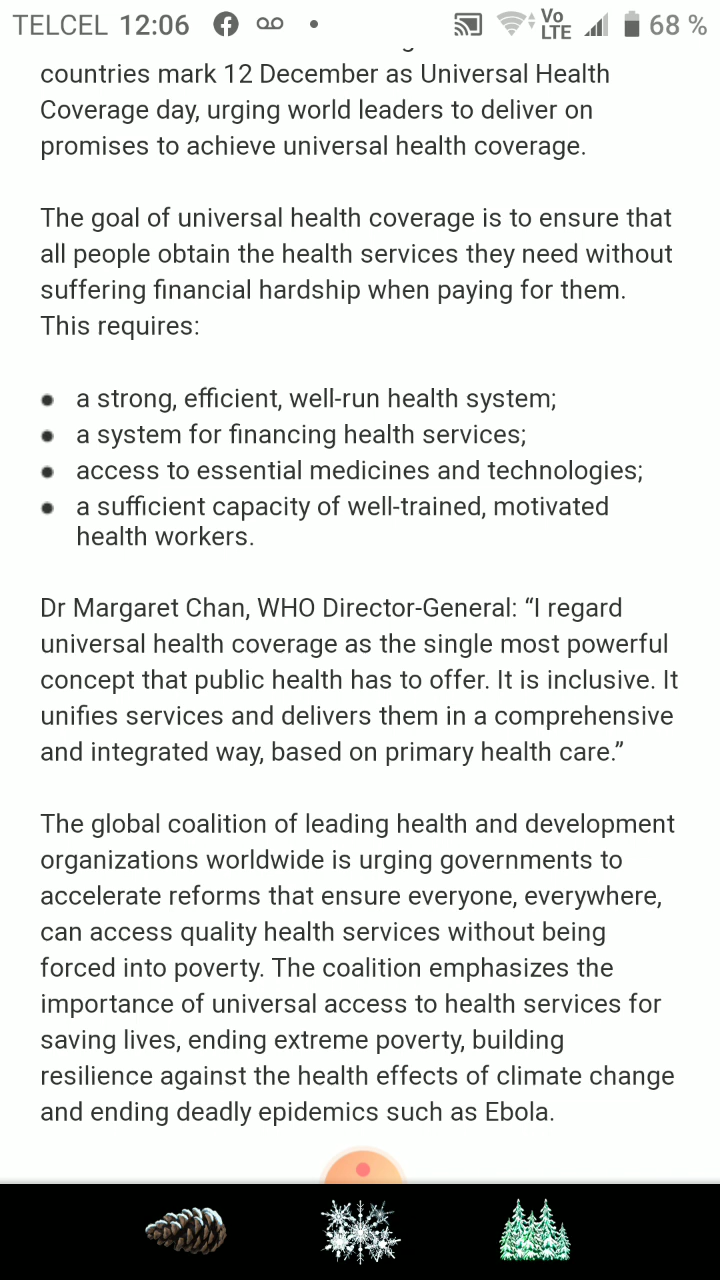 TELCEL 12:06 Vo LTE 68 %
countries mark 12 December as Universal Health
Coverage day, urging world leaders to deliver on
promises to achieve universal health coverage.
The goal of universal health coverage is to ensure that
all people obtain the health services they need without
suffering financial hardship when paying for them.
This requires:
● a strong, efficient, well-run health system;
● a system for financing health services;
● access to essential medicines and technologies;
● a sufficient capacity of well-trained, motivated
health workers.
Dr Margaret Chan, WHO Director-General: “I regard
universal health coverage as the single most powerful
concept that public health has to offer. It is inclusive. It
unifies services and delivers them in a comprehensive
and integrated way, based on primary health care.”
The global coalition of leading health and development
organizations worldwide is urging governments to
accelerate reforms that ensure everyone, everywhere,
can access quality health services without being
forced into poverty. The coalition emphasizes the
importance of universal access to health services for
saving lives, ending extreme poverty, building
resilience against the health effects of climate change
and ending deadly epidemics such as Ebola.